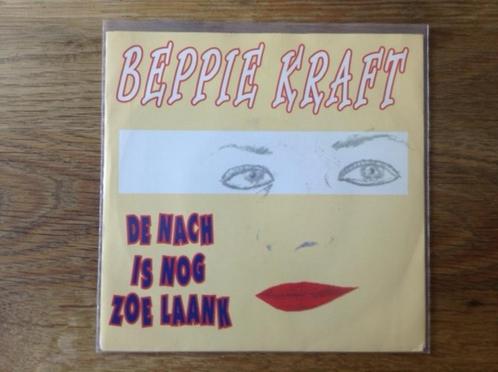 BEPPIE KRAFT
DE NACH
IS NOG
ZOE LAANK